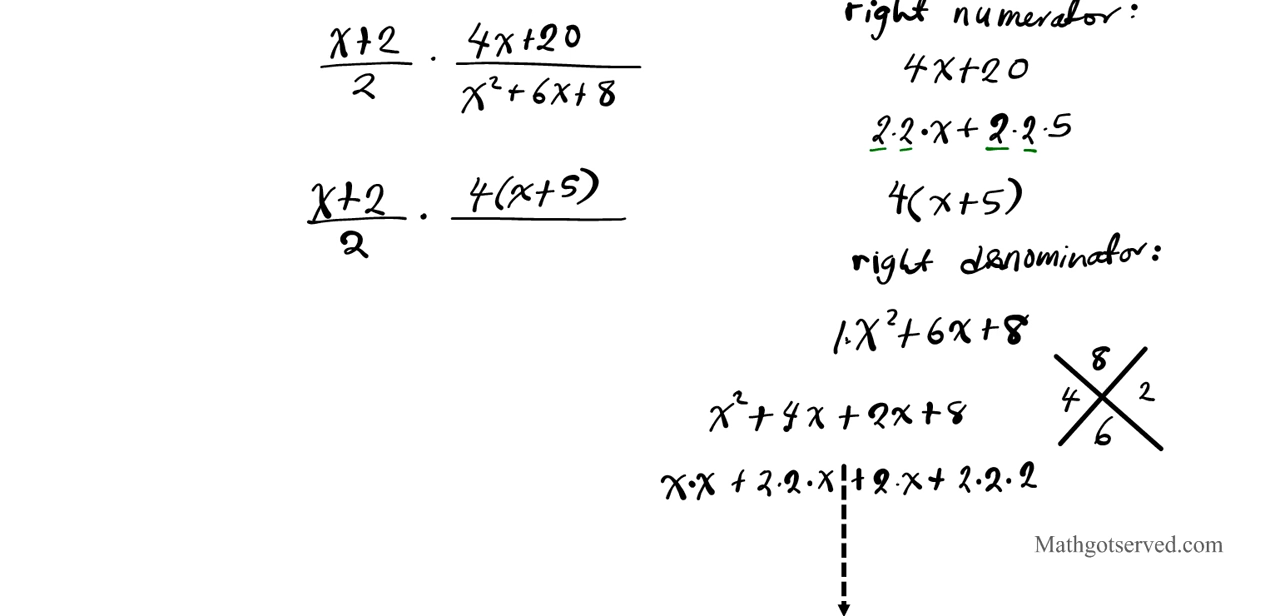 x+2/2 · 4x+20/x²+6x+8
x+2/2 · 4(x+5)
right numerator:
4x+20
2·2·x+2·2·5
4(x+5)
right denominator:
1·x²+6x+8
8
4 2
6
x²+4x+2x+8
x·x+2·2·x+2·x+2·2·2
Mathgotserved.com